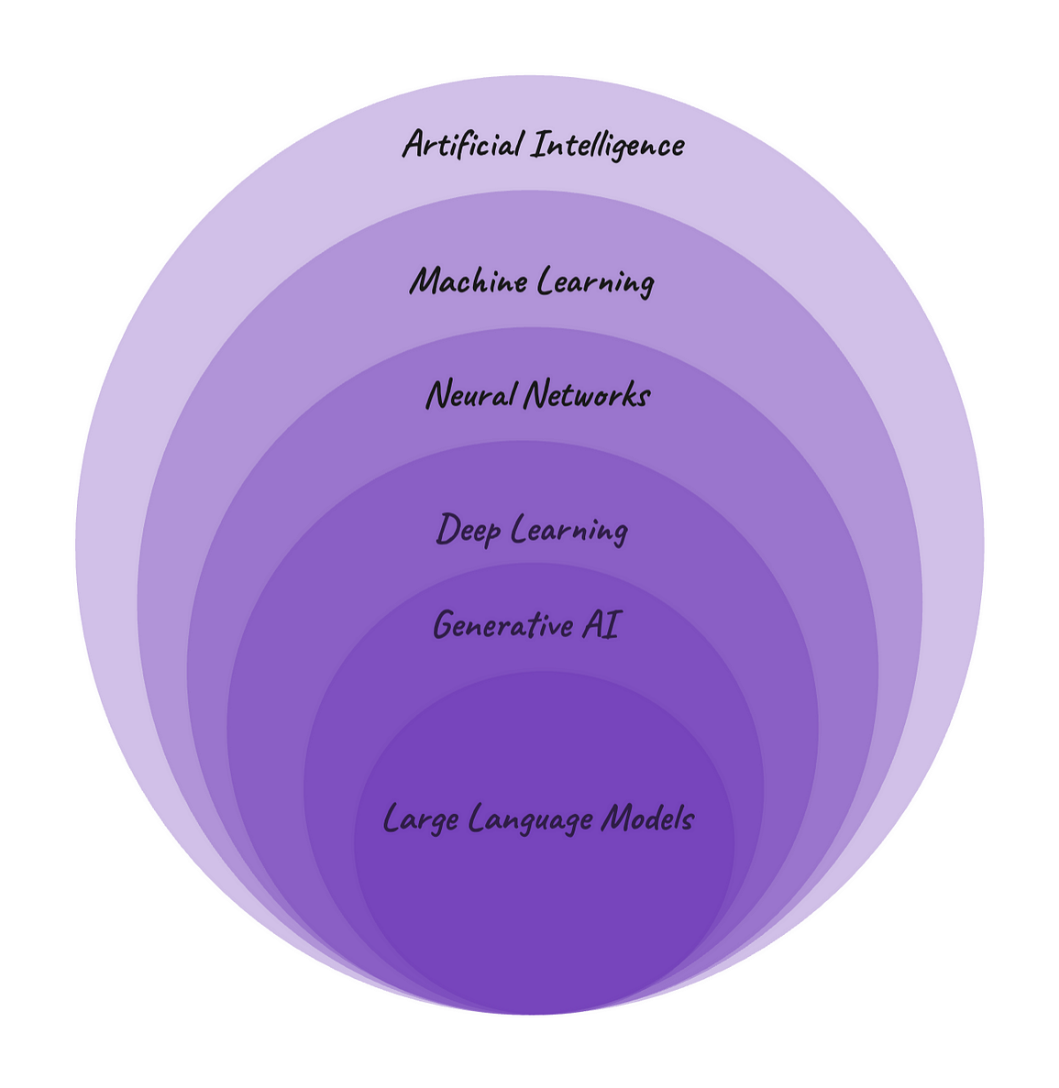 Artificial Intelligence
Machine Learning
Neural Networks
Deep Learning
Generative AI
Large Language Models